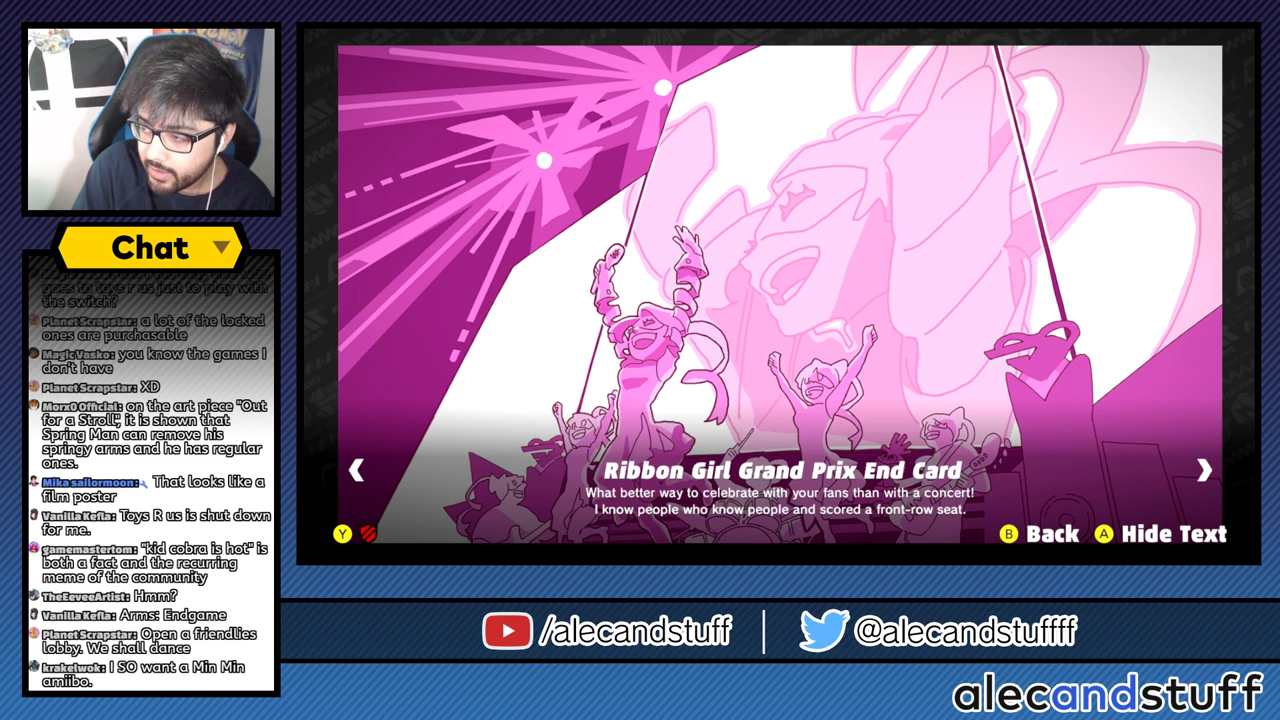 Chat
goes to toys r us just to play with
the switch?
Planet Scrapstar: a lot of the locked
ones are purchasable
Magic Vasko: you know the games I
don't have
Planet Scrapstar: XD
Morx0 Official: on the art piece "Out
for a Stroll", it is shown that
Spring Man can remove his
springy arms and he has regular
ones.
Mika sailormoon: That looks like a
film poster
Vanilla Kefla: Toys R us is shut down
for me.
gamemastertom: "kid cobra is hot" is
both a fact and the recurring
meme of the community
TheEeveeArtist: Hmm?
Vanilla Kefla: Arms: Endgame
Planet Scrapstar: Open a friendlies
lobby. We shall dance
krakelwok: I SO want a Min Min
amiibo.
Ribbon Girl Grand Prix End Card
What better way to celebrate with your fans than with a concert!
I know people who know people and scored a front-row seat.
Y
B Back A Hide Text
/alecandstuff | @alecandstuffff
alecandstuff